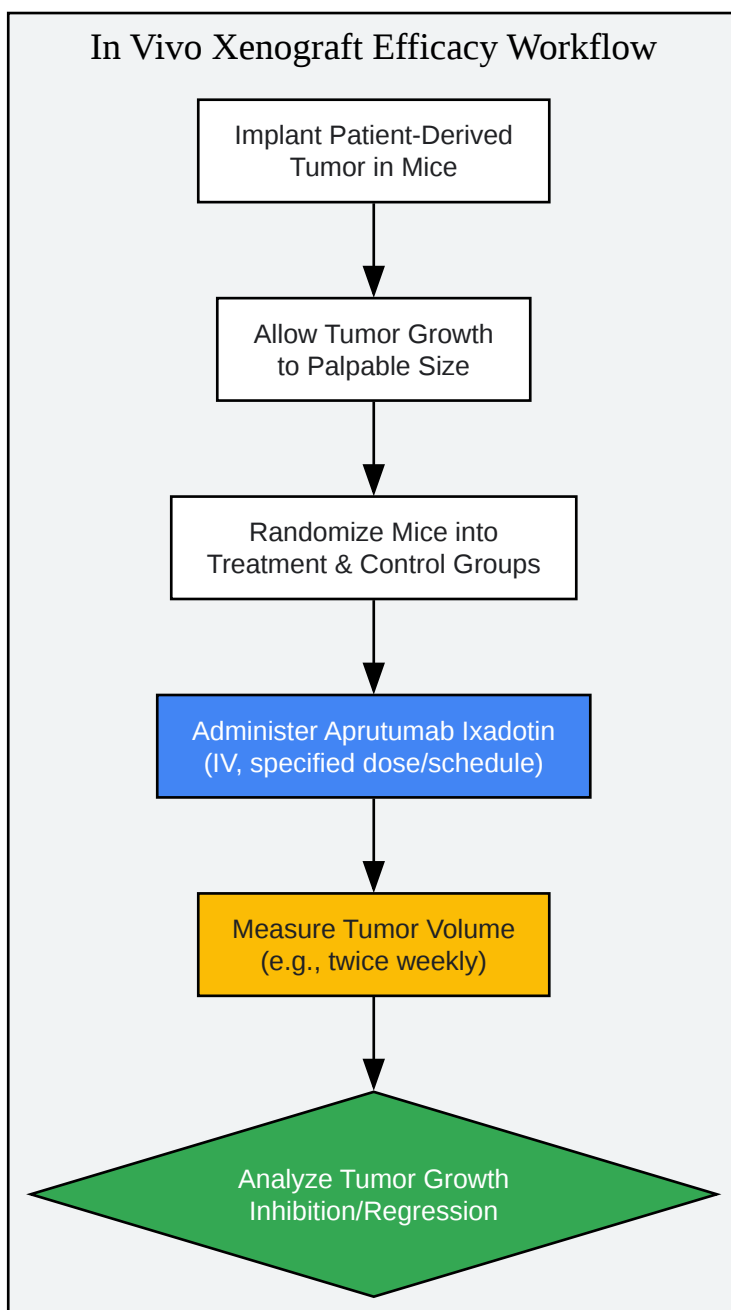 In Vivo Xenograft Efficacy Workflow
Implant Patient-Derived
Tumor in Mice
Allow Tumor Growth
to Palpable Size
Randomize Mice into
Treatment & Control Groups
Administer Aprutumab Ixadotin
(IV, specified dose/schedule)
Measure Tumor Volume
(e.g., twice weekly)
Analyze Tumor Growth
Inhibition/Regression